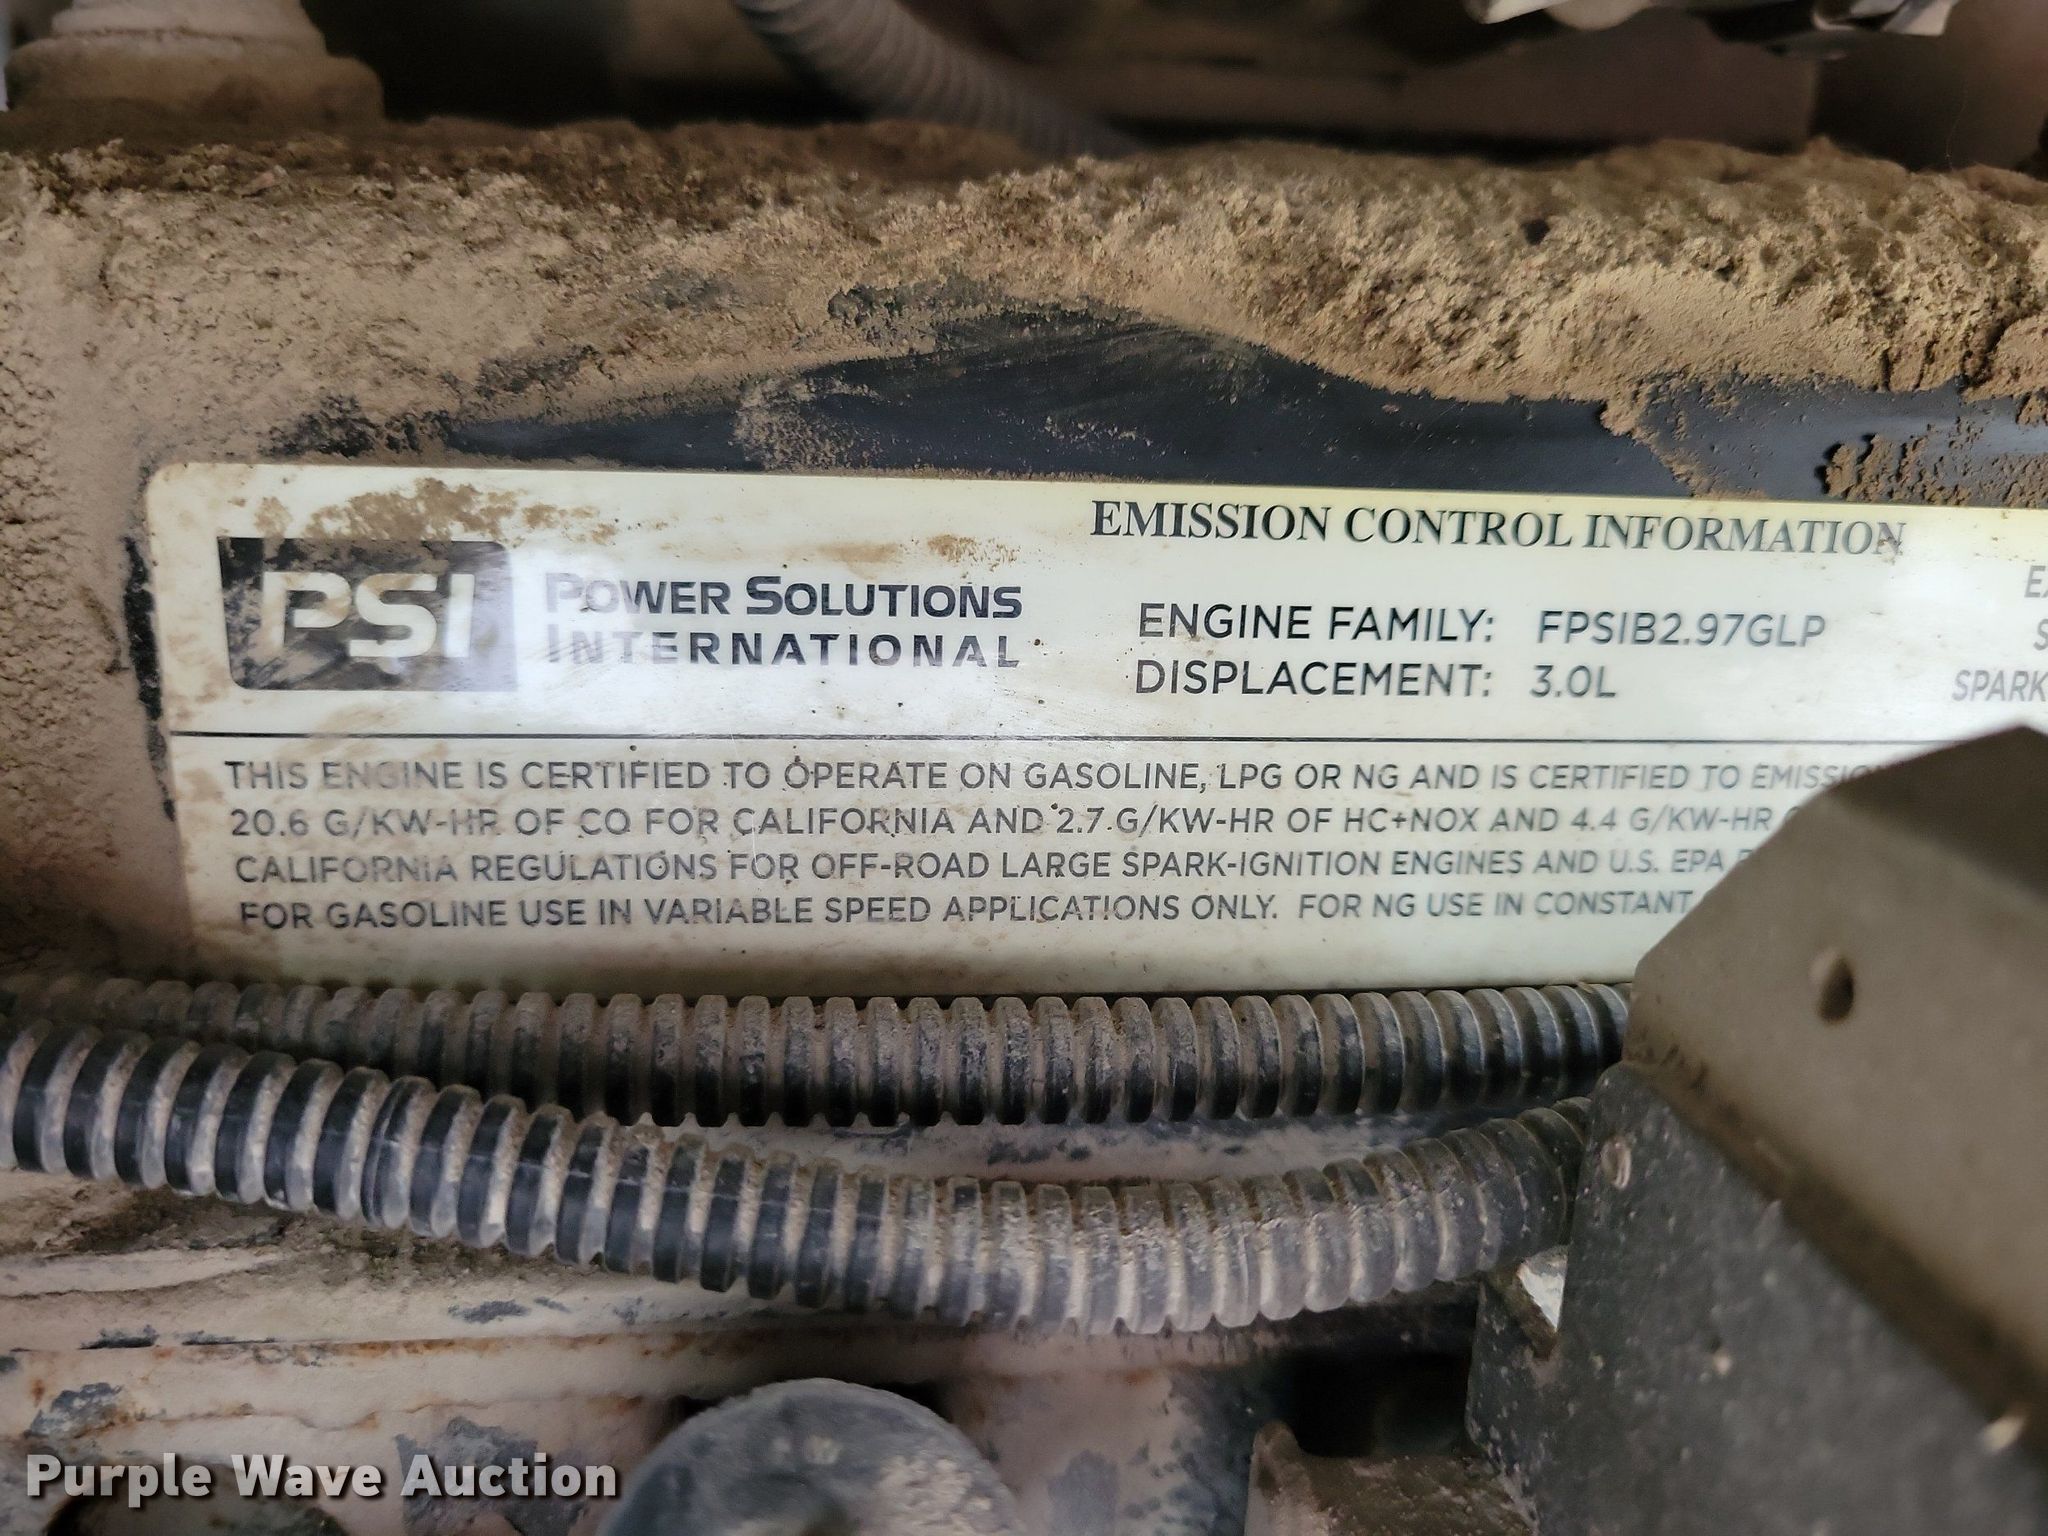 EMISSION CONTROL INFORMATION
PSI POWER SOLUTIONS
INTERNATIONAL
ENGINE FAMILY: FPSIB2.97GLP
DISPLACEMENT: 3.0L
SPARK
THIS ENGINE IS CERTIFIED TO OPERATE ON GASOLINE, LPG OR NG AND IS CERTIFIED TO
20.6 G/KW-HR OF CO FOR CALIFORNIA AND 2.7 G/KW-HR OF HC+NOX AND 4.4 G/KW-HR
CALIFORNIA REGULATIONS FOR OFF-ROAD LARGE SPARK-IGNITION ENGINES AND U.S. EPA
FOR GASOLINE USE IN VARIABLE SPEED APPLICATIONS ONLY. FOR NG USE IN CONSTANT
Purple Wave Auction